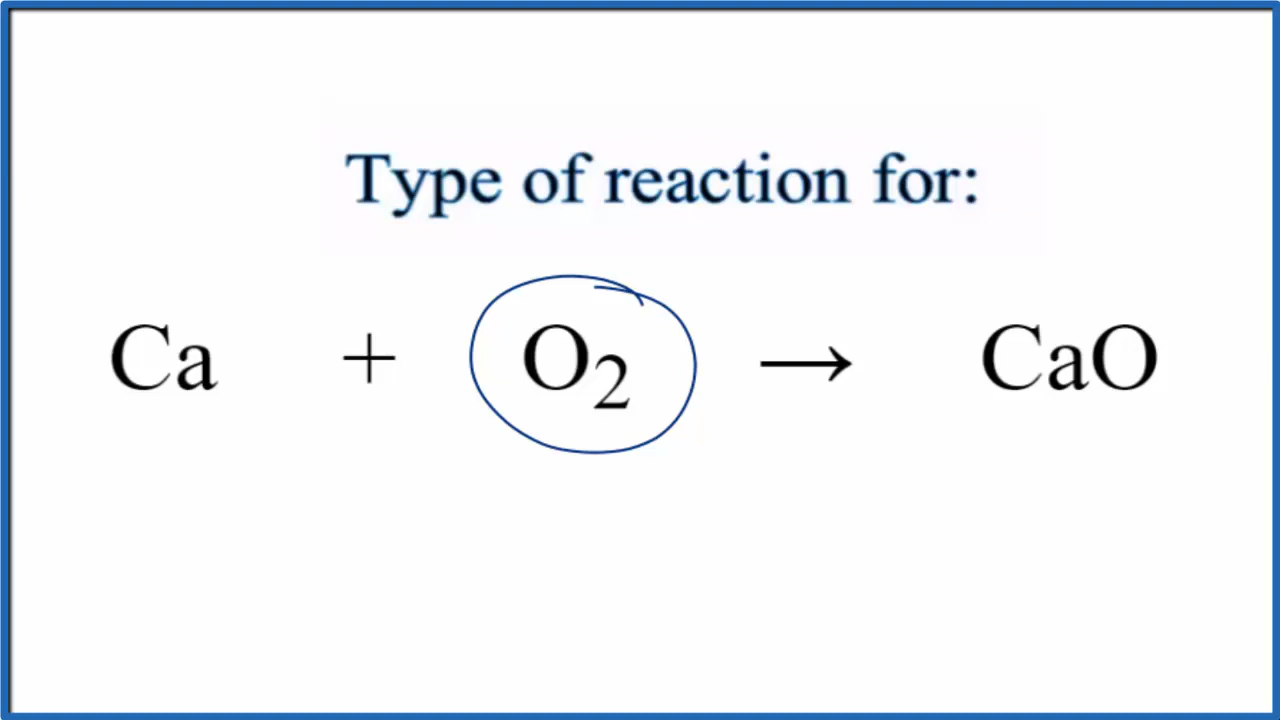 Type of reaction for:
Ca + O₂ → CaO